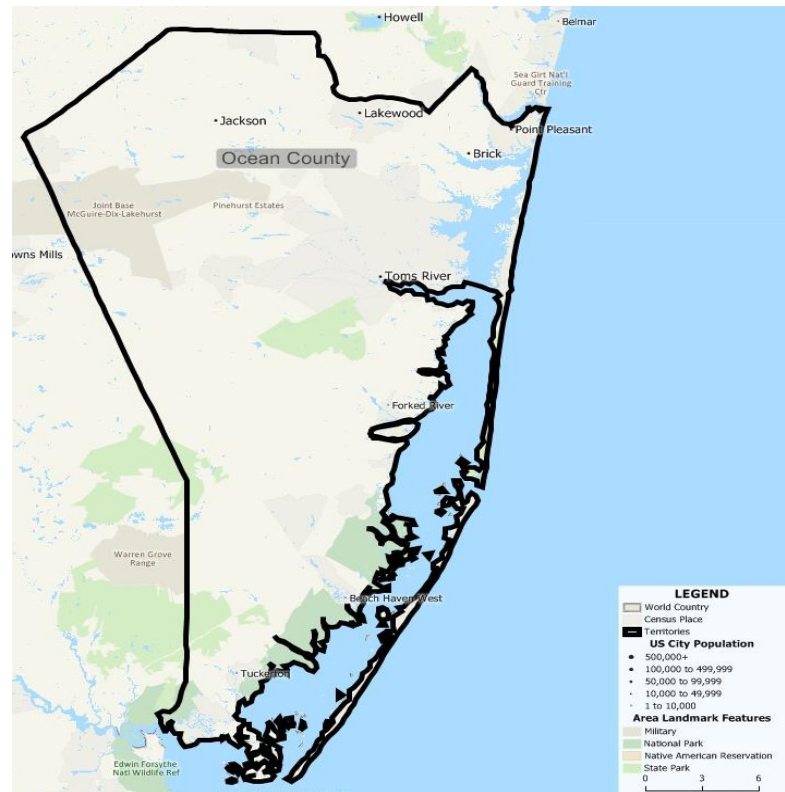 Howell
Belmar
Sea Girt Nat'l
Guard Training
Ctr
Lakewood
Jackson
Point Pleasant
Brick
Ocean County
Joint Base
McGuire-Dix-Lakehurst
Pinehurst Estates
wns Mills
Toms River
Forked River
Warren Grove
Range
Beach Haven West
Tuckerton
Edwin Forsythe
Natl Wildlife Ref
LEGEND
World Country
Census Place
Territories
US City Population
500,000+
100,000 to 499,999
50,000 to 99,999
10,000 to 49,999
1 to 10,000
Area Landmark Features
Military
National Park
Native American Reservation
State Park
0 3 6